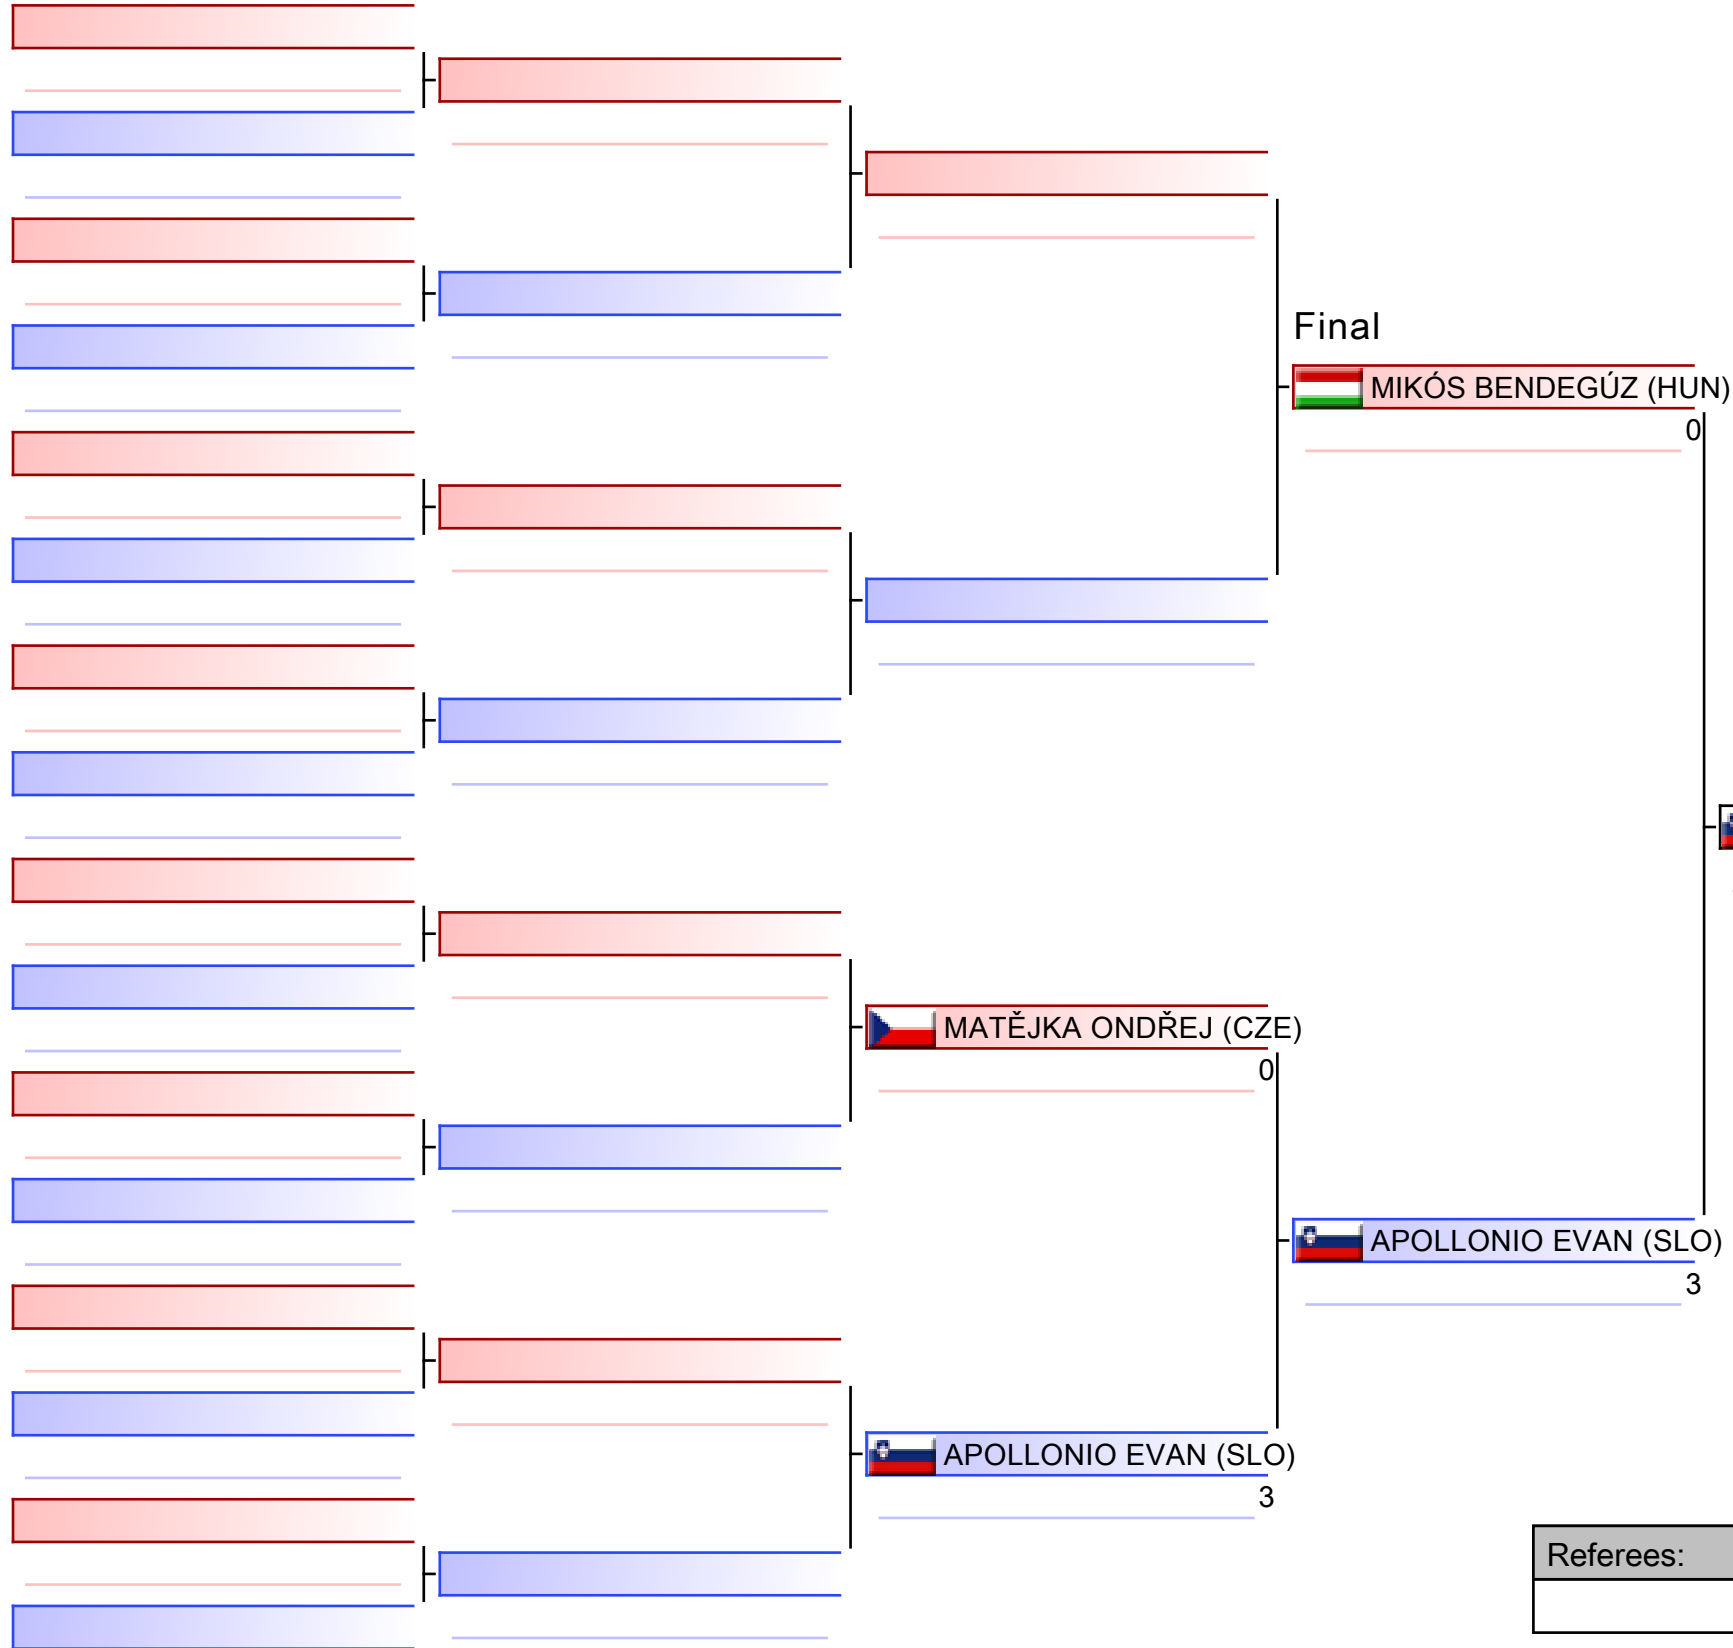 Final
MIKÓS BENDEGÚZ (HUN)
0
MATĚJKA ONDŘEJ (CZE)
0
APOLLONIO EVAN (SLO)
3
APOLLONIO EVAN (SLO)
3
Referees: